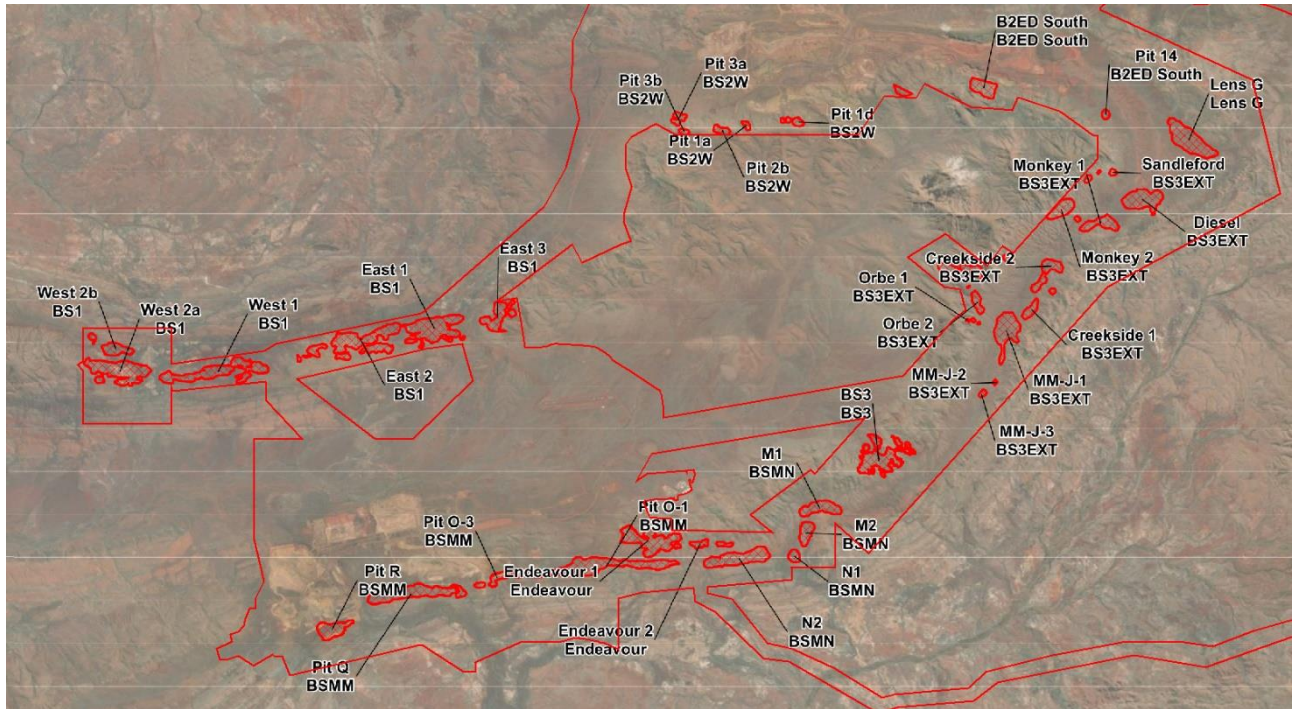 B2ED South
B2ED South
Pit 14
B2ED South
Lens G
Lens G
Pit 3a
BS2W
Pit 3b
BS2W
Pit 1d
BS2W
Pit 1a
BS2W
Pit 2b
BS2W
Monkey 1
BS3EXT
Sandleford
BS3EXT
Diesel
BS3EXT
Monkey 2
BS3EXT
Creekside 2
BS3EXT
East 3
BS1
East 1
BS1
Orbe 1
BS3EXT
West 2b
BS1
West 2a
BS1
West 1
BS1
Orbe 2
BS3EXT
Creekside 1
BS3EXT
East 2
BS1
MM-J-2
BS3EXT
MM-J-1
BS3EXT
BS3
BS3
MM-J-3
BS3EXT
M1
BSMN
Pit O-1
BSMM
Pit O-3
BSMM
M2
BSMN
Pit R
BSMM
Endeavour 1
Endeavour
N1
BSMN
N2
BSMN
Endeavour 2
Endeavour
Pit Q
BSMM